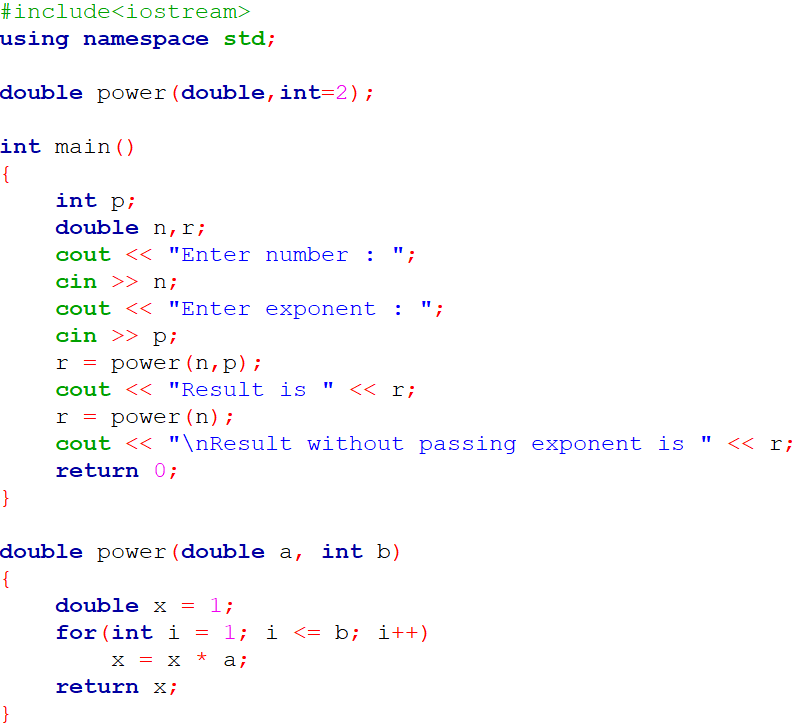 #include<iostream>
using namespace std;

double power(double,int=2);

int main()
{
    int p;
    double n,r;
    cout << "Enter number : ";
    cin >> n;
    cout << "Enter exponent : ";
    cin >> p;
    r = power(n,p);
    cout << "Result is " << r;
    r = power(n);
    cout << "\nResult without passing exponent is " << r;
    return 0;
}

double power(double a, int b)
{
    double x = 1;
    for(int i = 1; i <= b; i++)
        x = x * a;
    return x;
}